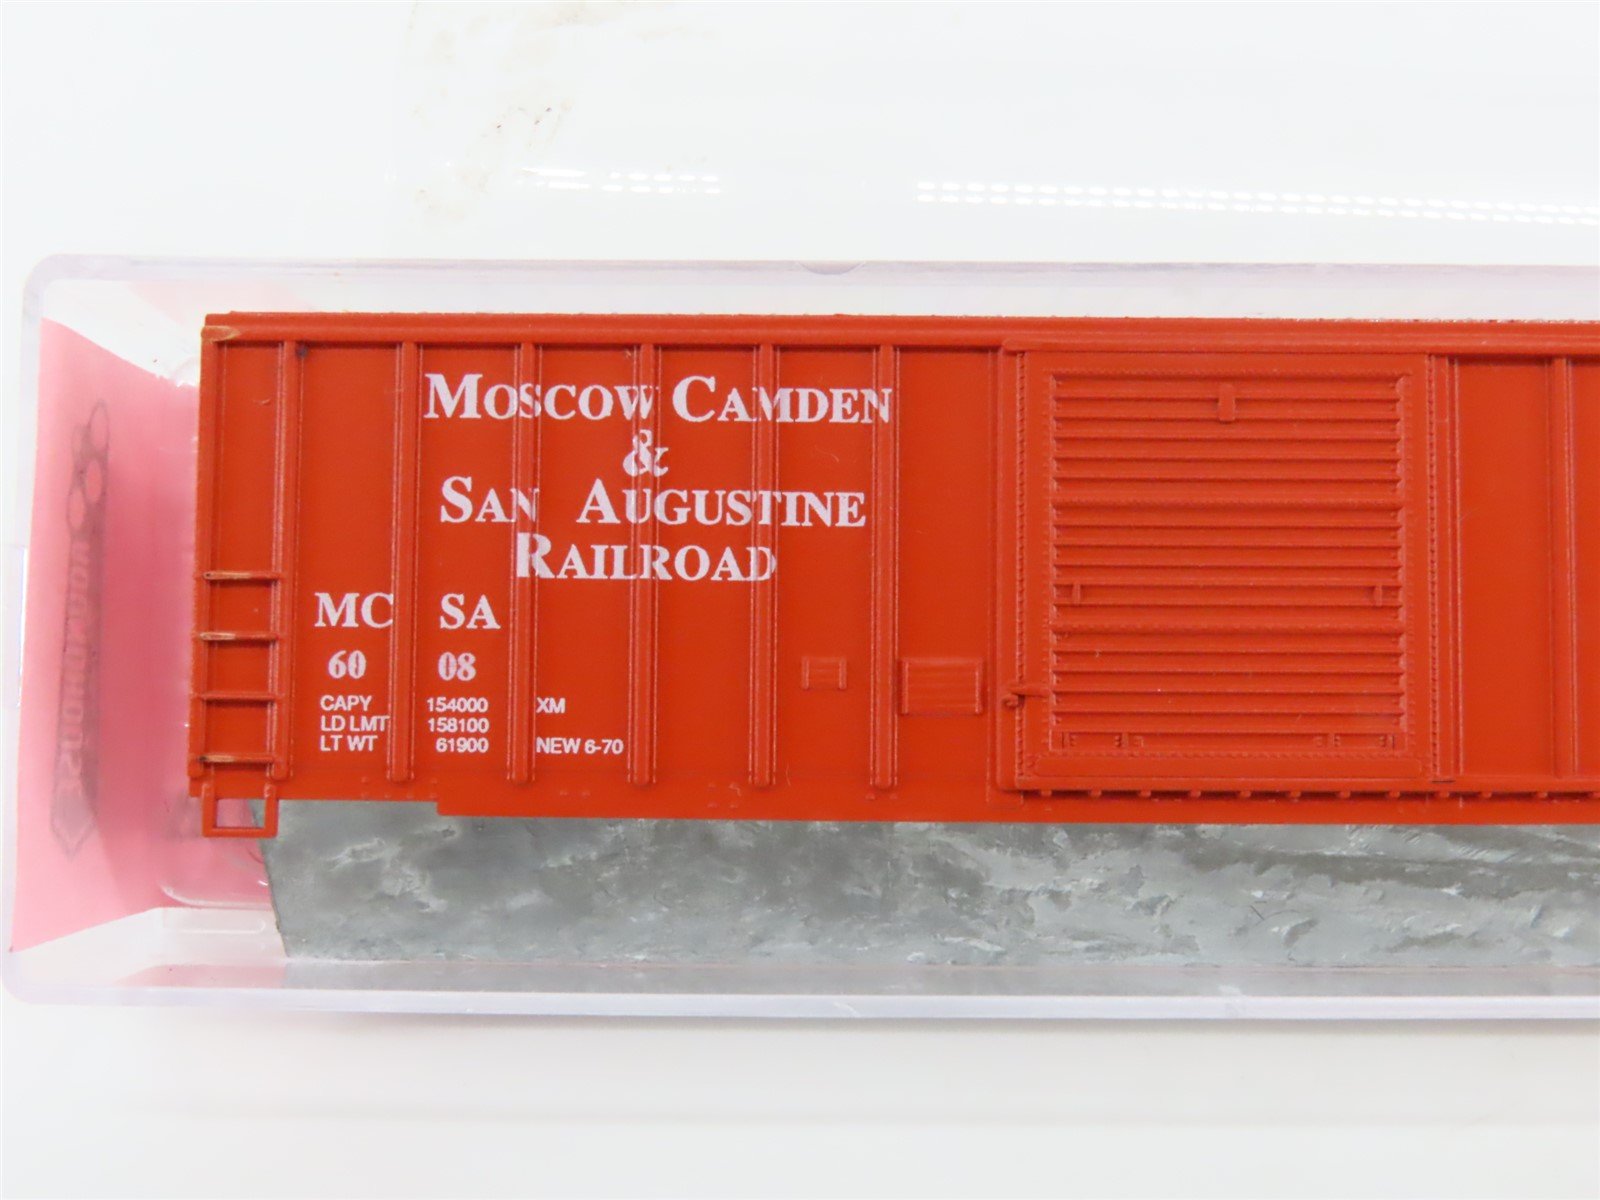 MOSCOW CAMDEN
&
SAN AUGUSTINE
RAILROAD
MC SA
60 08
CAPY 154000 XM
LD LMT 158100
LT WT 61900 NEW 6-70